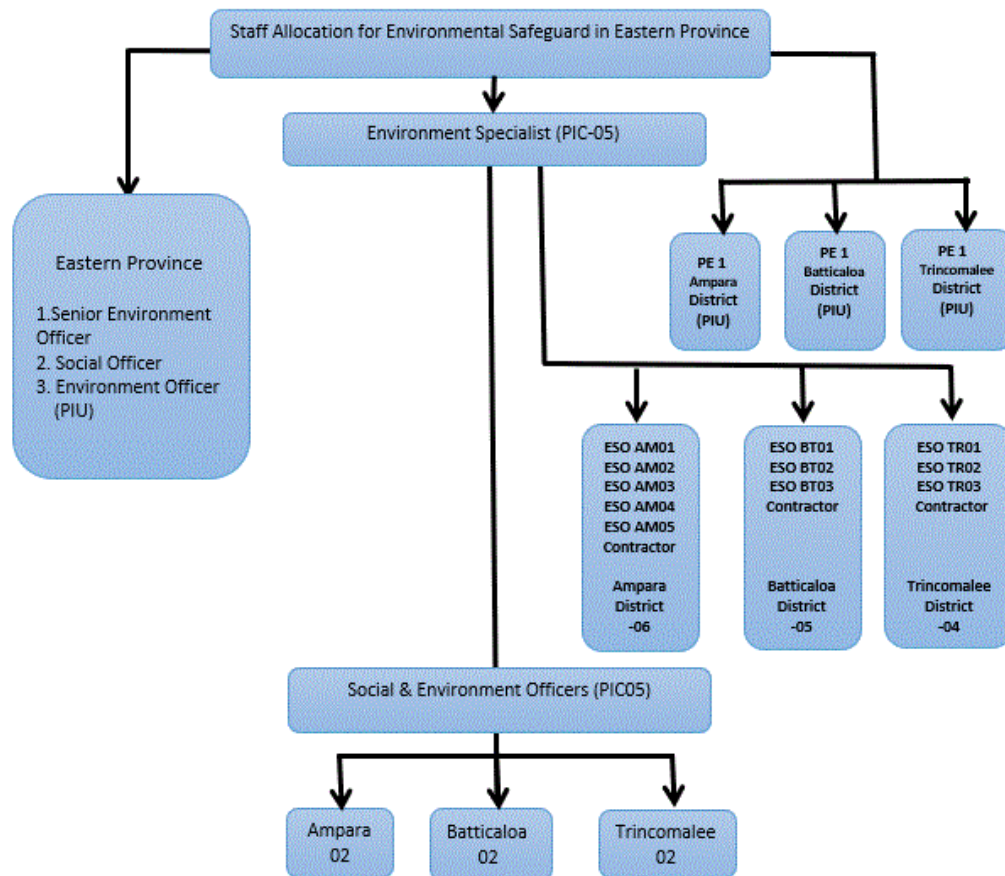 Staff Allocation for Environmental Safeguard in Eastern Province
Environment Specialist (PIC-05)
Eastern Province
1.Senior Environment
Officer
2. Social Officer
3. Environment Officer
(PIU)
PE 1
Ampara
District
(PIU)
PE 1
Batticaloa
District
(PIU)
PE 1
Trincomalee
District
(PIU)
ESO AM01
ESO AM02
ESO AM03
ESO AM04
ESO AM05
Contractor
Ampara
District
-06
ESO BT01
ESO BT02
ESO BT03
Contractor
Batticaloa
District
-05
ESO TR01
ESO TR02
ESO TR03
Contractor
Trincomalee
District
-04
Social & Environment Officers (PIC05)
Ampara
02
Batticaloa
02
Trincomalee
02